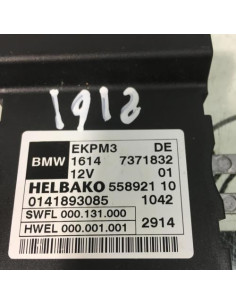 1918
EKPM3 DE
BMW 1614 7371832
12V 01
HELBAKO 558921 10
0141893085 1042
SWFL 000.131.000
HWEL 000.001.001 2914